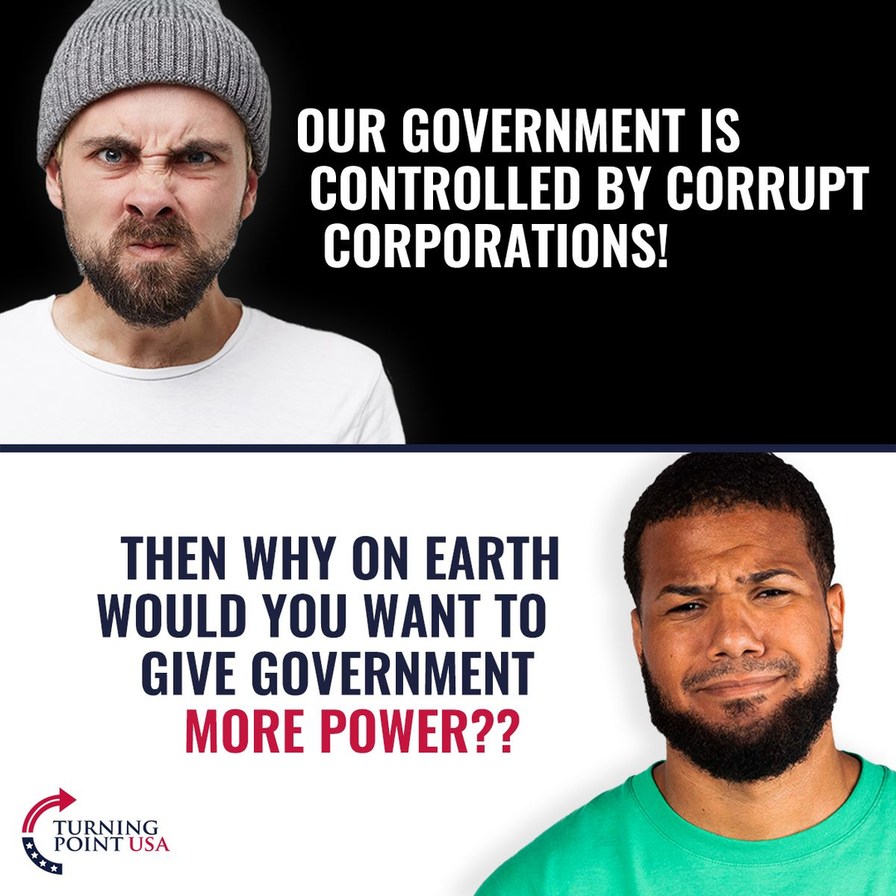 OUR GOVERNMENT IS
CONTROLLED BY CORRUPT
CORPORATIONS!
THEN WHY ON EARTH
WOULD YOU WANT TO
GIVE GOVERNMENT
MORE POWER??
TURNING
POINT USA